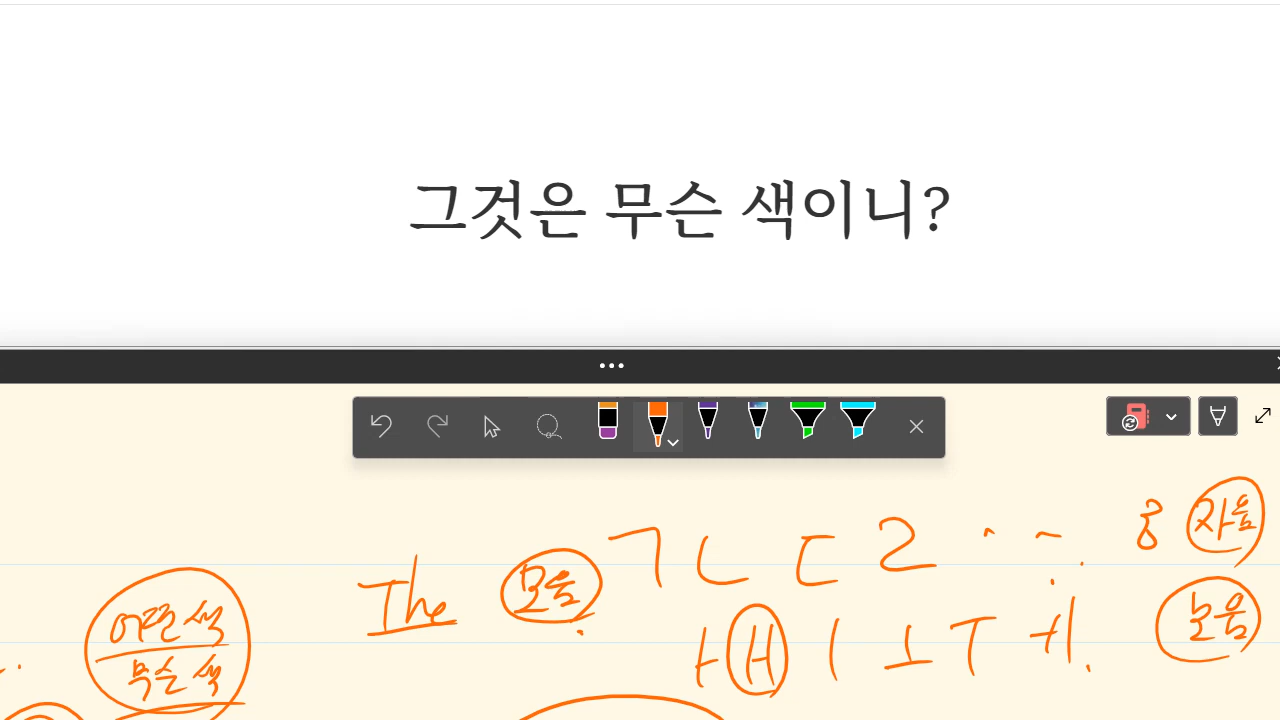 그것은 무슨 색이니?
ㄱ ㄴ ㄷ ㄹ ... ㅎ 자음
The 모음
ㅏ ㅐ ㅣ ㅗ ㅜ ㅔ 모음
어떤 색
무슨 색